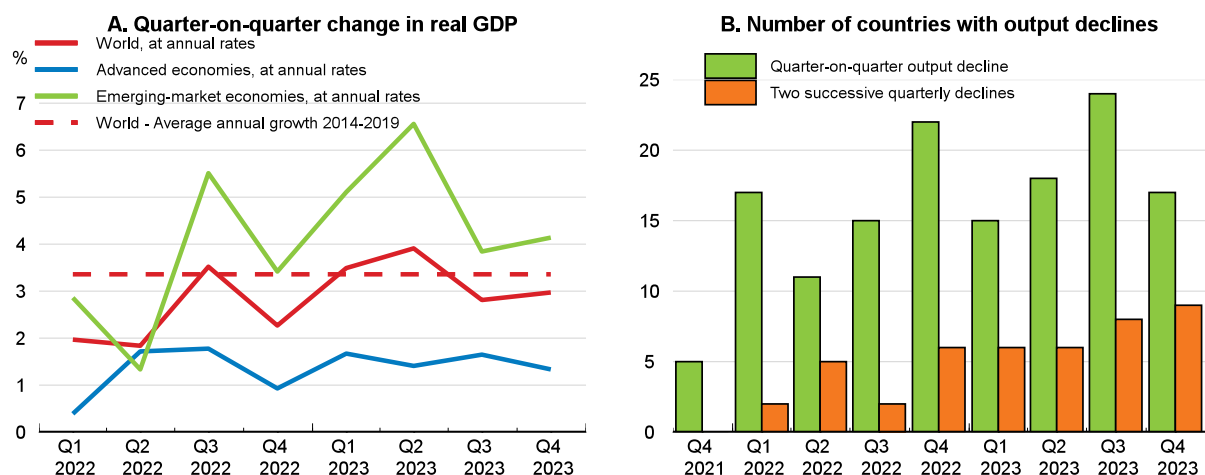 A. Quarter-on-quarter change in real GDP
%
World, at annual rates
Advanced economies, at annual rates
Emerging-market economies, at annual rates
World - Average annual growth 2014-2019
7
6
5
4
3
2
1
0
Q1 Q2 Q3 Q4 Q1 Q2 Q3 Q4
2022 2022 2022 2022 2023 2023 2023 2023
B. Number of countries with output declines
Quarter-on-quarter output decline
Two successive quarterly declines
25
20
15
10
5
0
Q4 Q1 Q2 Q3 Q4 Q1 Q2 Q3 Q4
2021 2022 2022 2022 2022 2023 2023 2023 2023